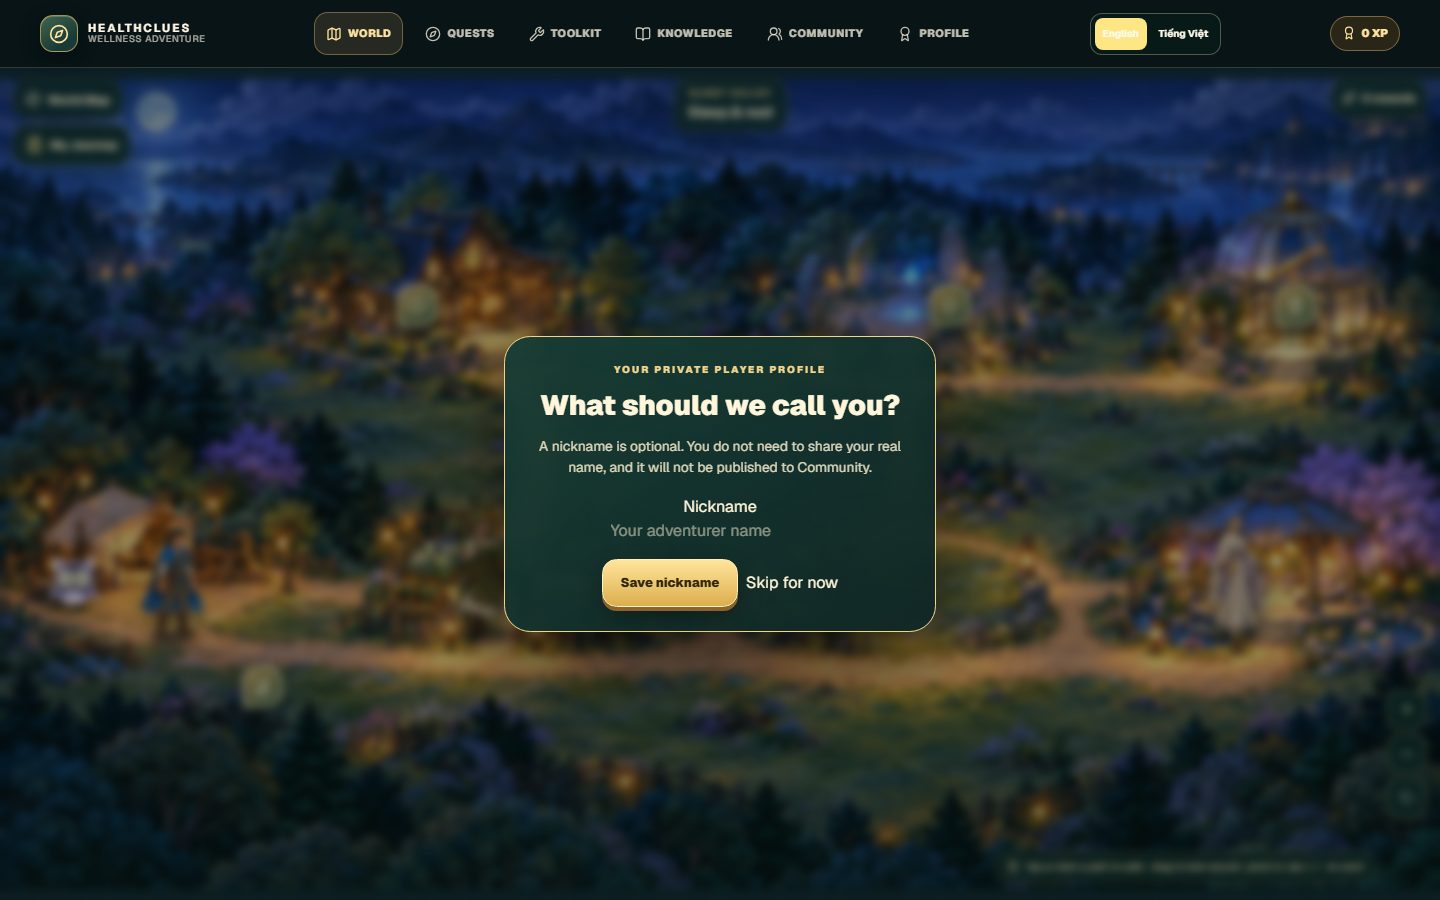 HEALTHCLUES
WELLNESS ADVENTURE
WORLD
QUESTS
TOOLKIT
KNOWLEDGE
COMMUNITY
PROFILE
English
Tiếng Việt
0 XP
YOUR PRIVATE PLAYER PROFILE
What should we call you?
A nickname is optional. You do not need to share your real
name, and it will not be published to Community.
Nickname
Your adventurer name
Save nickname
Skip for now